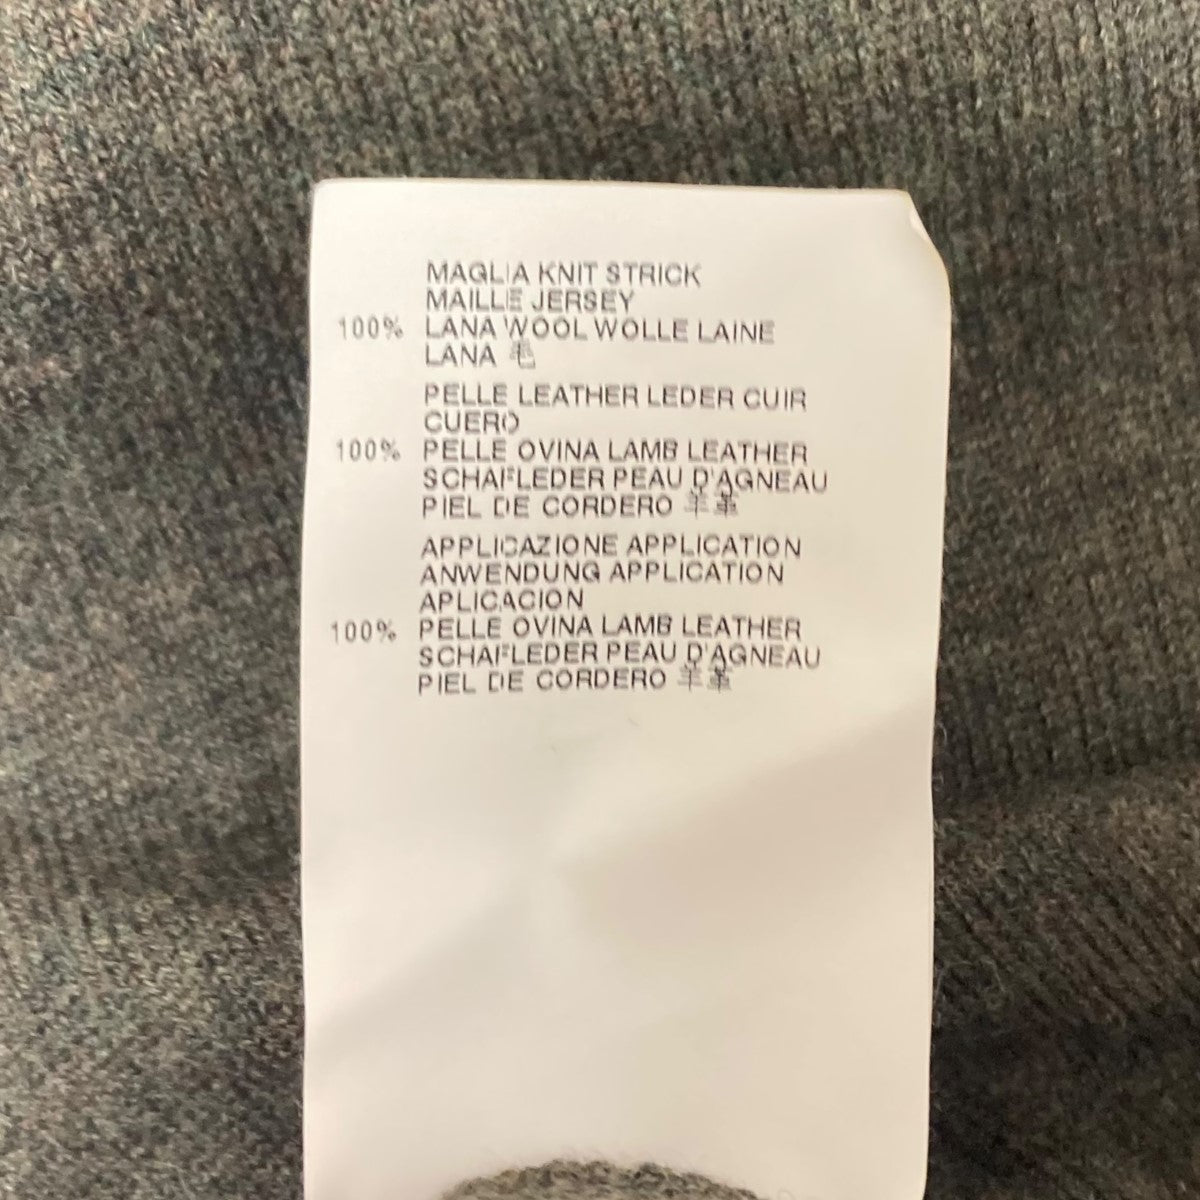 MAGLIA KNIT STRICK
MAILLE JERSEY
100% LANA WOOL WOLLE LAINE
LANA 毛
PELLE LEATHER LEDER CUIR
CUERO
100% PELLE OVINA LAMB LEATHER
SCHAFLEDER PEAU D'AGNEAU
PIEL DE CORDERO 羊革
APPLICAZIONE APPLICATION
ANWENDUNG APPLICATION
APLICACION
100% PELLE OVINA LAMB LEATHER
SCHAFLEDER PEAU D'AGNEAU
PIEL DE CORDERO 羊革